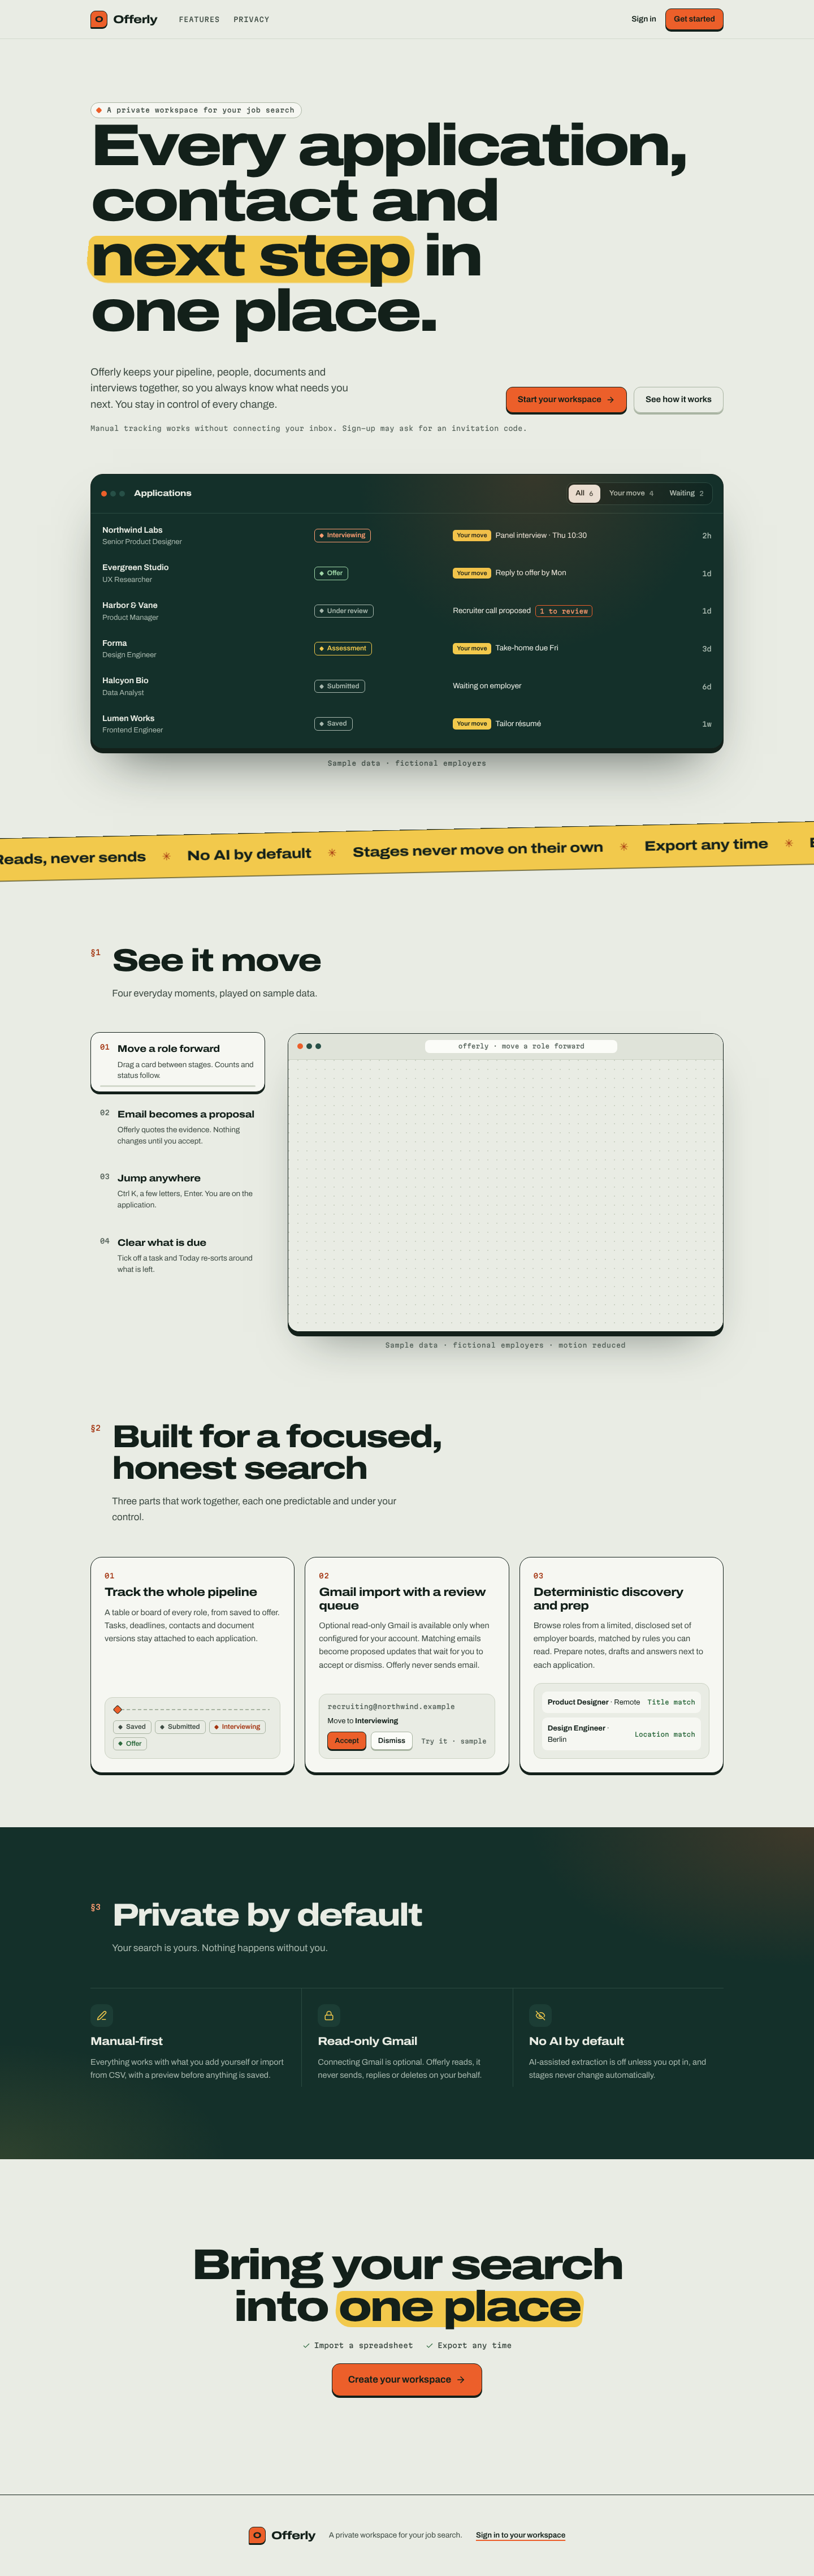 O Offerly FEATURES PRIVACY Sign in Get started
A private workspace for your job search
Every application,
contact and
next step in
one place.
Offerly keeps your pipeline, people, documents and
interviews together, so you always know what needs you
next. You stay in control of every change.
Start your workspace → See how it works
Manual tracking works without connecting your inbox. Sign-up may ask for an invitation code.
Applications All 6 Your move 4 Waiting 2
Northwind Labs
Senior Product Designer
Interviewing
Your move Panel interview · Thu 10:30
2h
Evergreen Studio
UX Researcher
Offer
Your move Reply to offer by Mon
1d
Harbor & Vane
Product Manager
Under review
Recruiter call proposed 1 to review
1d
Forma
Design Engineer
Assessment
Your move Take-home due Fri
3d
Halcyon Bio
Data Analyst
Submitted
Waiting on employer
6d
Lumen Works
Frontend Engineer
Saved
Your move Tailor résumé
1w
Sample data · fictional employers
Reads, never sends ✳ No AI by default ✳ Stages never move on their own ✳ Export any time ✳
§1 See it move
Four everyday moments, played on sample data.
01 Move a role forward
Drag a card between stages. Counts and
status follow.
02 Email becomes a proposal
Offerly quotes the evidence. Nothing
changes until you accept.
03 Jump anywhere
Ctrl K, a few letters, Enter. You are on the
application.
04 Clear what is due
Tick off a task and Today re-sorts around
what is left.
offerly · move a role forward
Sample data · fictional employers · motion reduced
§2 Built for a focused,
honest search
Three parts that work together, each one predictable and under your
control.
01
Track the whole pipeline
A table or board of every role, from saved to offer.
Tasks, deadlines, contacts and document
versions stay attached to each application.
Saved Submitted Interviewing
Offer
02
Gmail import with a review
queue
Optional read-only Gmail is available only when
configured for your account. Matching emails
become proposed updates that wait for you to
accept or dismiss. Offerly never sends email.
recruiting@northwind.example
Move to Interviewing
Accept Dismiss Try it · sample
03
Deterministic discovery
and prep
Browse roles from a limited, disclosed set of
employer boards, matched by rules you can
read. Prepare notes, drafts and answers next to
each application.
Product Designer · Remote Title match
Design Engineer ·
Berlin
Location match
§3 Private by default
Your search is yours. Nothing happens without you.
Manual-first
Everything works with what you add yourself or import
from CSV, with a preview before anything is saved.
Read-only Gmail
Connecting Gmail is optional. Offerly reads, it
never sends, replies or deletes on your behalf.
No AI by default
AI-assisted extraction is off unless you opt in, and
stages never change automatically.
Bring your search
into one place
✓ Import a spreadsheet ✓ Export any time
Create your workspace →
O Offerly A private workspace for your job search. Sign in to your workspace